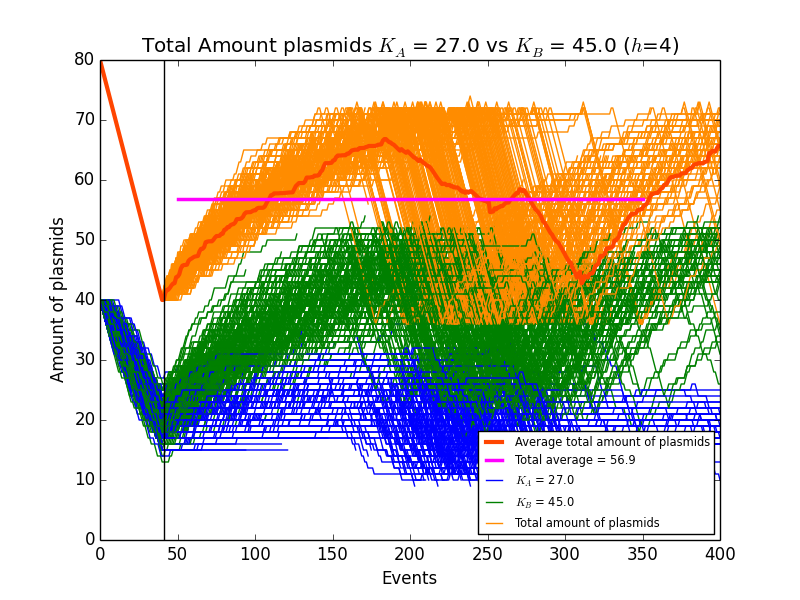 Total Amount plasmids K_A = 27.0 vs K_B = 45.0 (h=4)
80
70
60
50
40
30
20
10
0
Amount of plasmids
Average total amount of plasmids
Total average = 56.9
K_A = 27.0
K_B = 45.0
Total amount of plasmids
0 50 100 150 200 250 300 350 400
Events